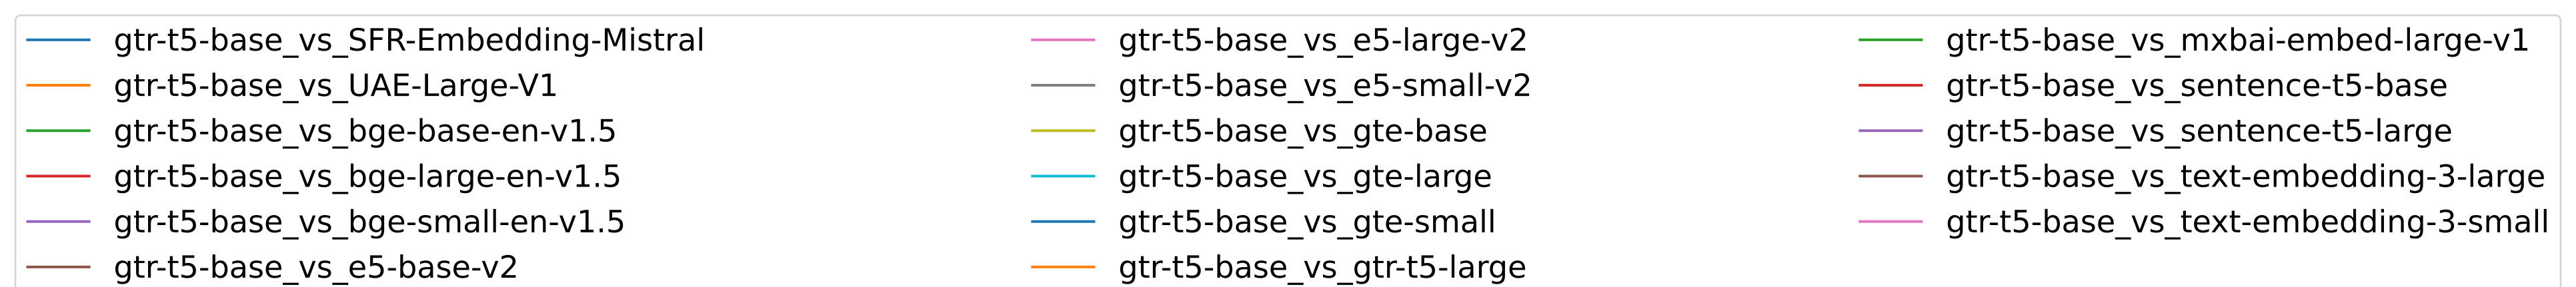 gtr-t5-base_vs_SFR-Embedding-Mistral
gtr-t5-base_vs_UAE-Large-V1
gtr-t5-base_vs_bge-base-en-v1.5
gtr-t5-base_vs_bge-large-en-v1.5
gtr-t5-base_vs_bge-small-en-v1.5
gtr-t5-base_vs_e5-base-v2
gtr-t5-base_vs_e5-large-v2
gtr-t5-base_vs_e5-small-v2
gtr-t5-base_vs_gte-base
gtr-t5-base_vs_gte-large
gtr-t5-base_vs_gte-small
gtr-t5-base_vs_gtr-t5-large
gtr-t5-base_vs_mxbai-embed-large-v1
gtr-t5-base_vs_sentence-t5-base
gtr-t5-base_vs_sentence-t5-large
gtr-t5-base_vs_text-embedding-3-large
gtr-t5-base_vs_text-embedding-3-small